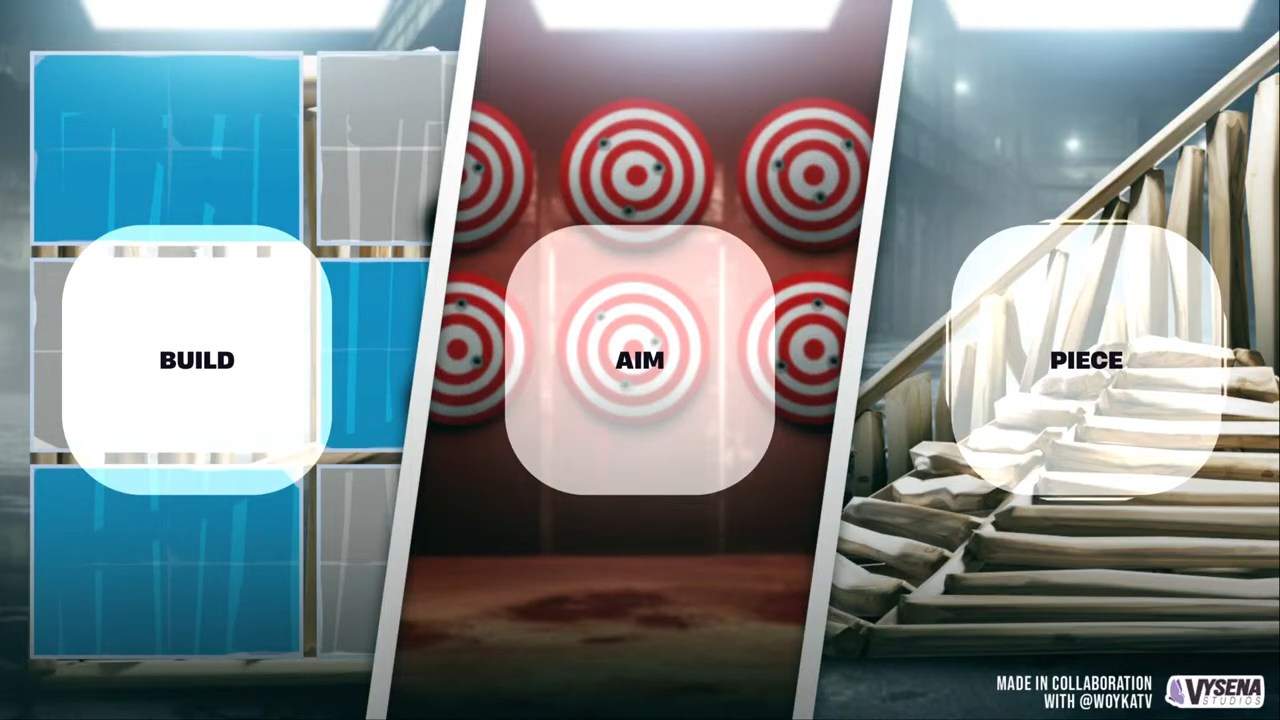 BUILD
AIM
PIECE
MADE IN COLLABORATION
WITH @WOYKATV
VYSENA
STUDIOS